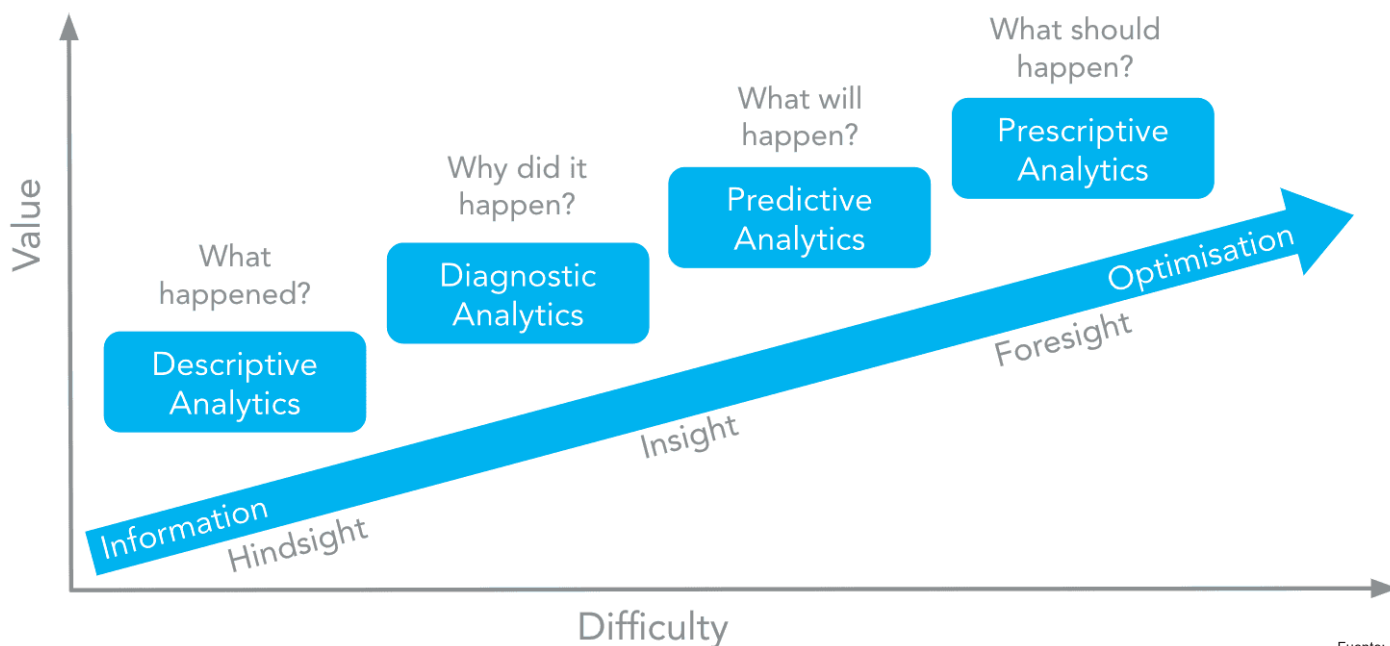 What should
happen?
Prescriptive
Analytics
What will
happen?
Predictive
Analytics
Why did it
happen?
Diagnostic
Analytics
What
happened?
Descriptive
Analytics
Value
Information
Optimisation
Hindsight
Insight
Foresight
Difficulty